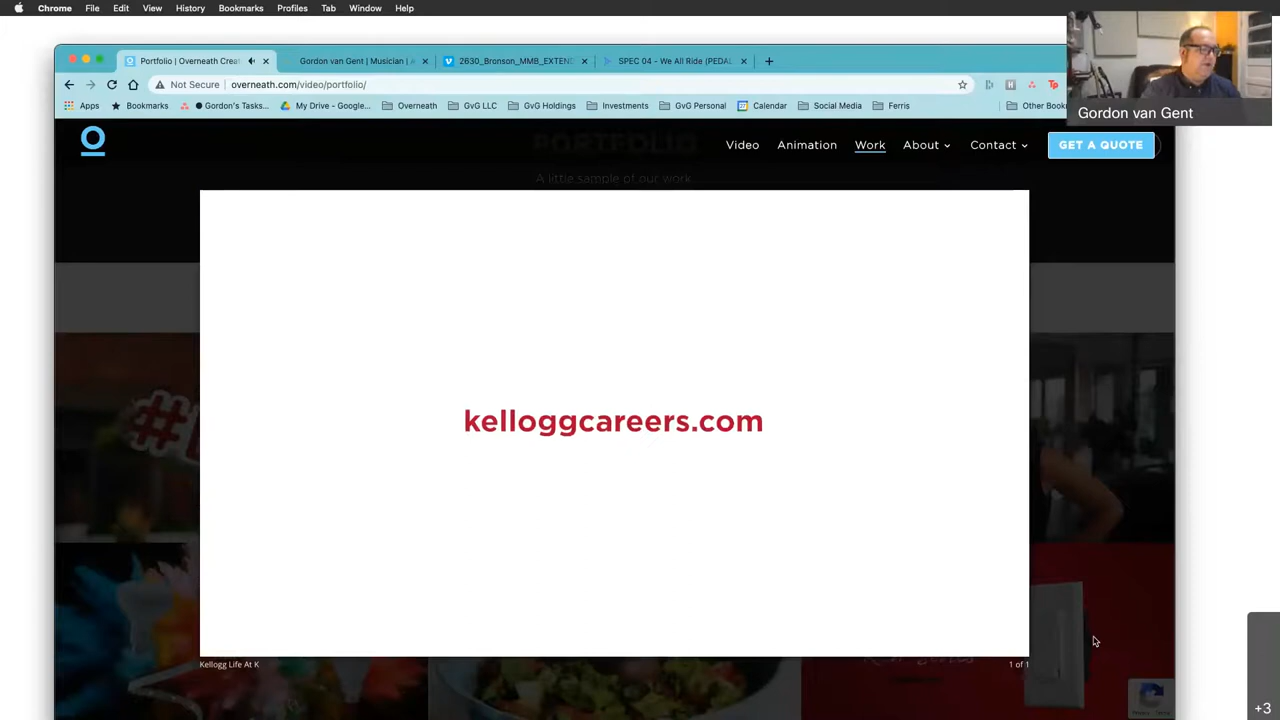 Chrome File Edit View History Bookmarks Profiles Tab Window Help
Portfolio | Overneath Crea
Gordon van Gent | Musician |
2630_Bronson_MMB_EXTEND
SPEC 04 - We All Ride (PEDAL
Not Secure overneath.com/video/portfolio/
Apps Bookmarks Gordon's Tasks... My Drive - Google... Overneath GvG LLC GvG Holdings Investments GvG Personal Calendar Social Media Ferris Other Book
Gordon van Gent
PORTFOLIO
Video Animation Work About Contact GET A QUOTE
A little sample of our work
kelloggcareers.com
Kellogg Life At K
1 of 1
+3